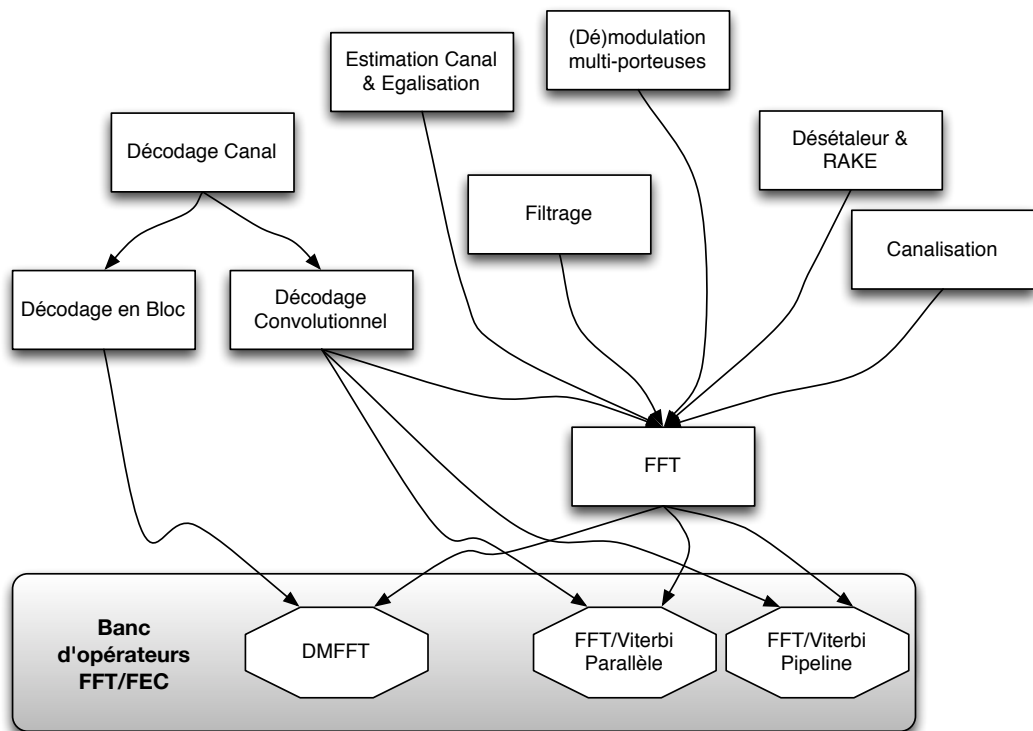 (Dé)modulation
multi-porteuses
Estimation Canal
& Egalisation
Désétaleur &
RAKE
Décodage Canal
Filtrage
Canalisation
Décodage en Bloc
Décodage
Convolutionnel
FFT
Banc
d'opérateurs
FFT/FEC
DMFFT
FFT/Viterbi
Parallèle
FFT/Viterbi
Pipeline